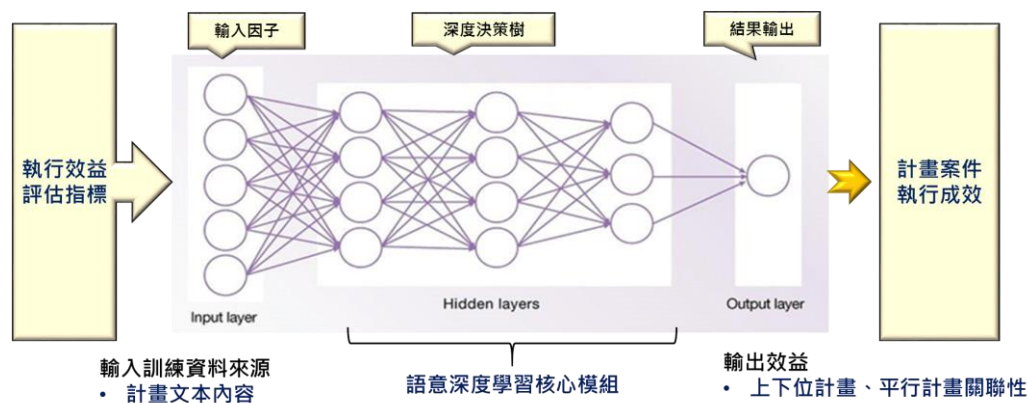 輸入因子
深度決策樹
結果輸出
執行效益
評估指標
計畫案件
執行成效
Input layer
Hidden layers
Output layer
輸入訓練資料來源
• 計畫文本內容
語意深度學習核心模組
輸出效益
• 上下位計畫、平行計畫關聯性